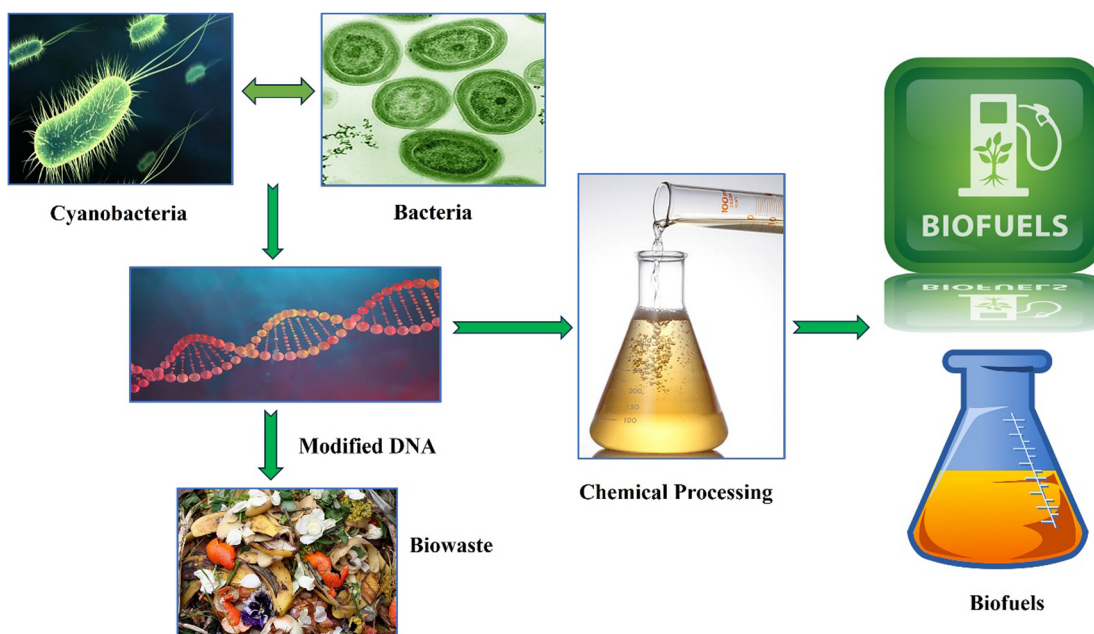 Cyanobacteria
Bacteria
BIOFUELS
Modified DNA
Chemical Processing
Biowaste
Biofuels